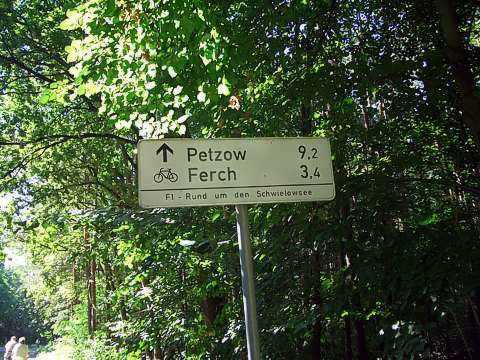 Petzow 9,2
Ferch 3,4
F1 - Rund um den Schwielowsee